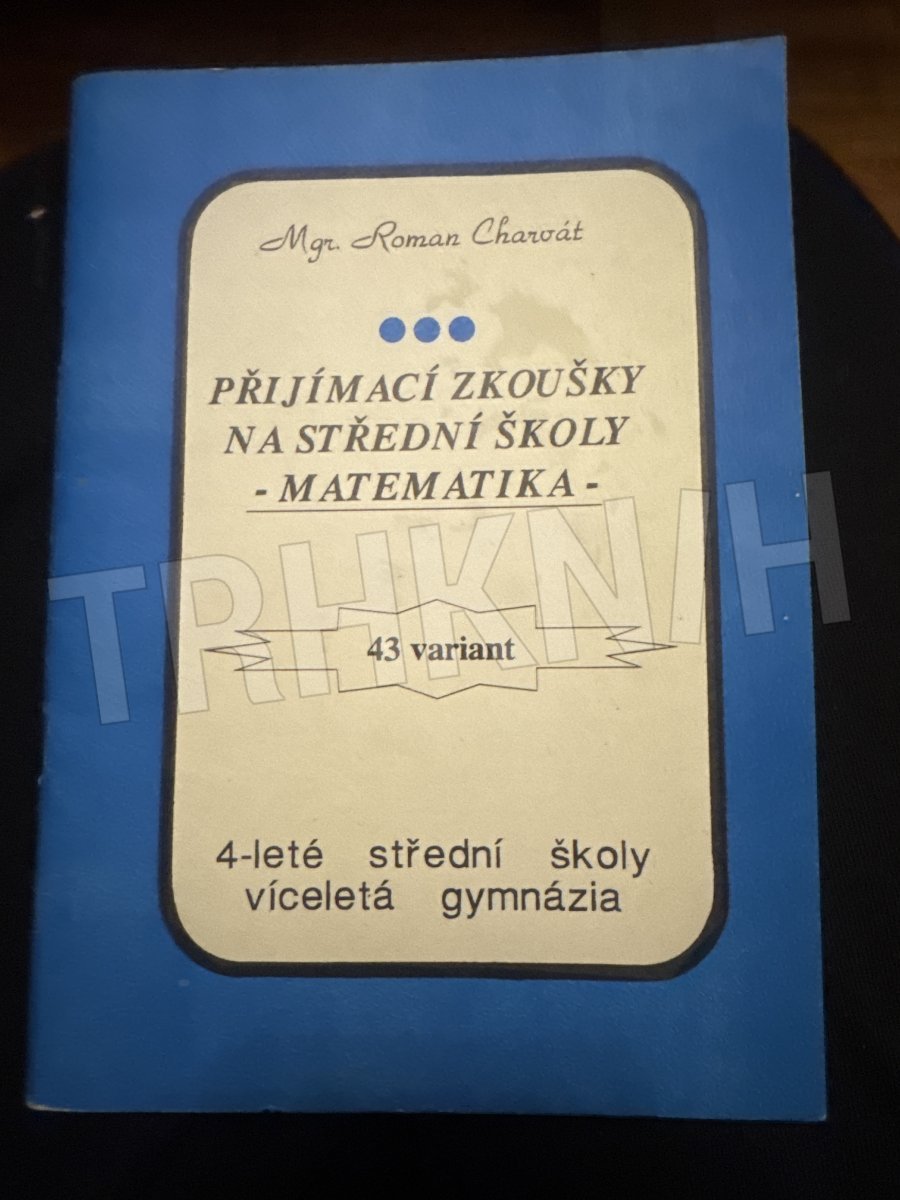 Mgr. Roman Charvát
PŘIJÍMACÍ ZKOUŠKY
NA STŘEDNÍ ŠKOLY
- MATEMATIKA -
TRHKNIH
43 variant
4-leté střední školy
víceletá gymnázia